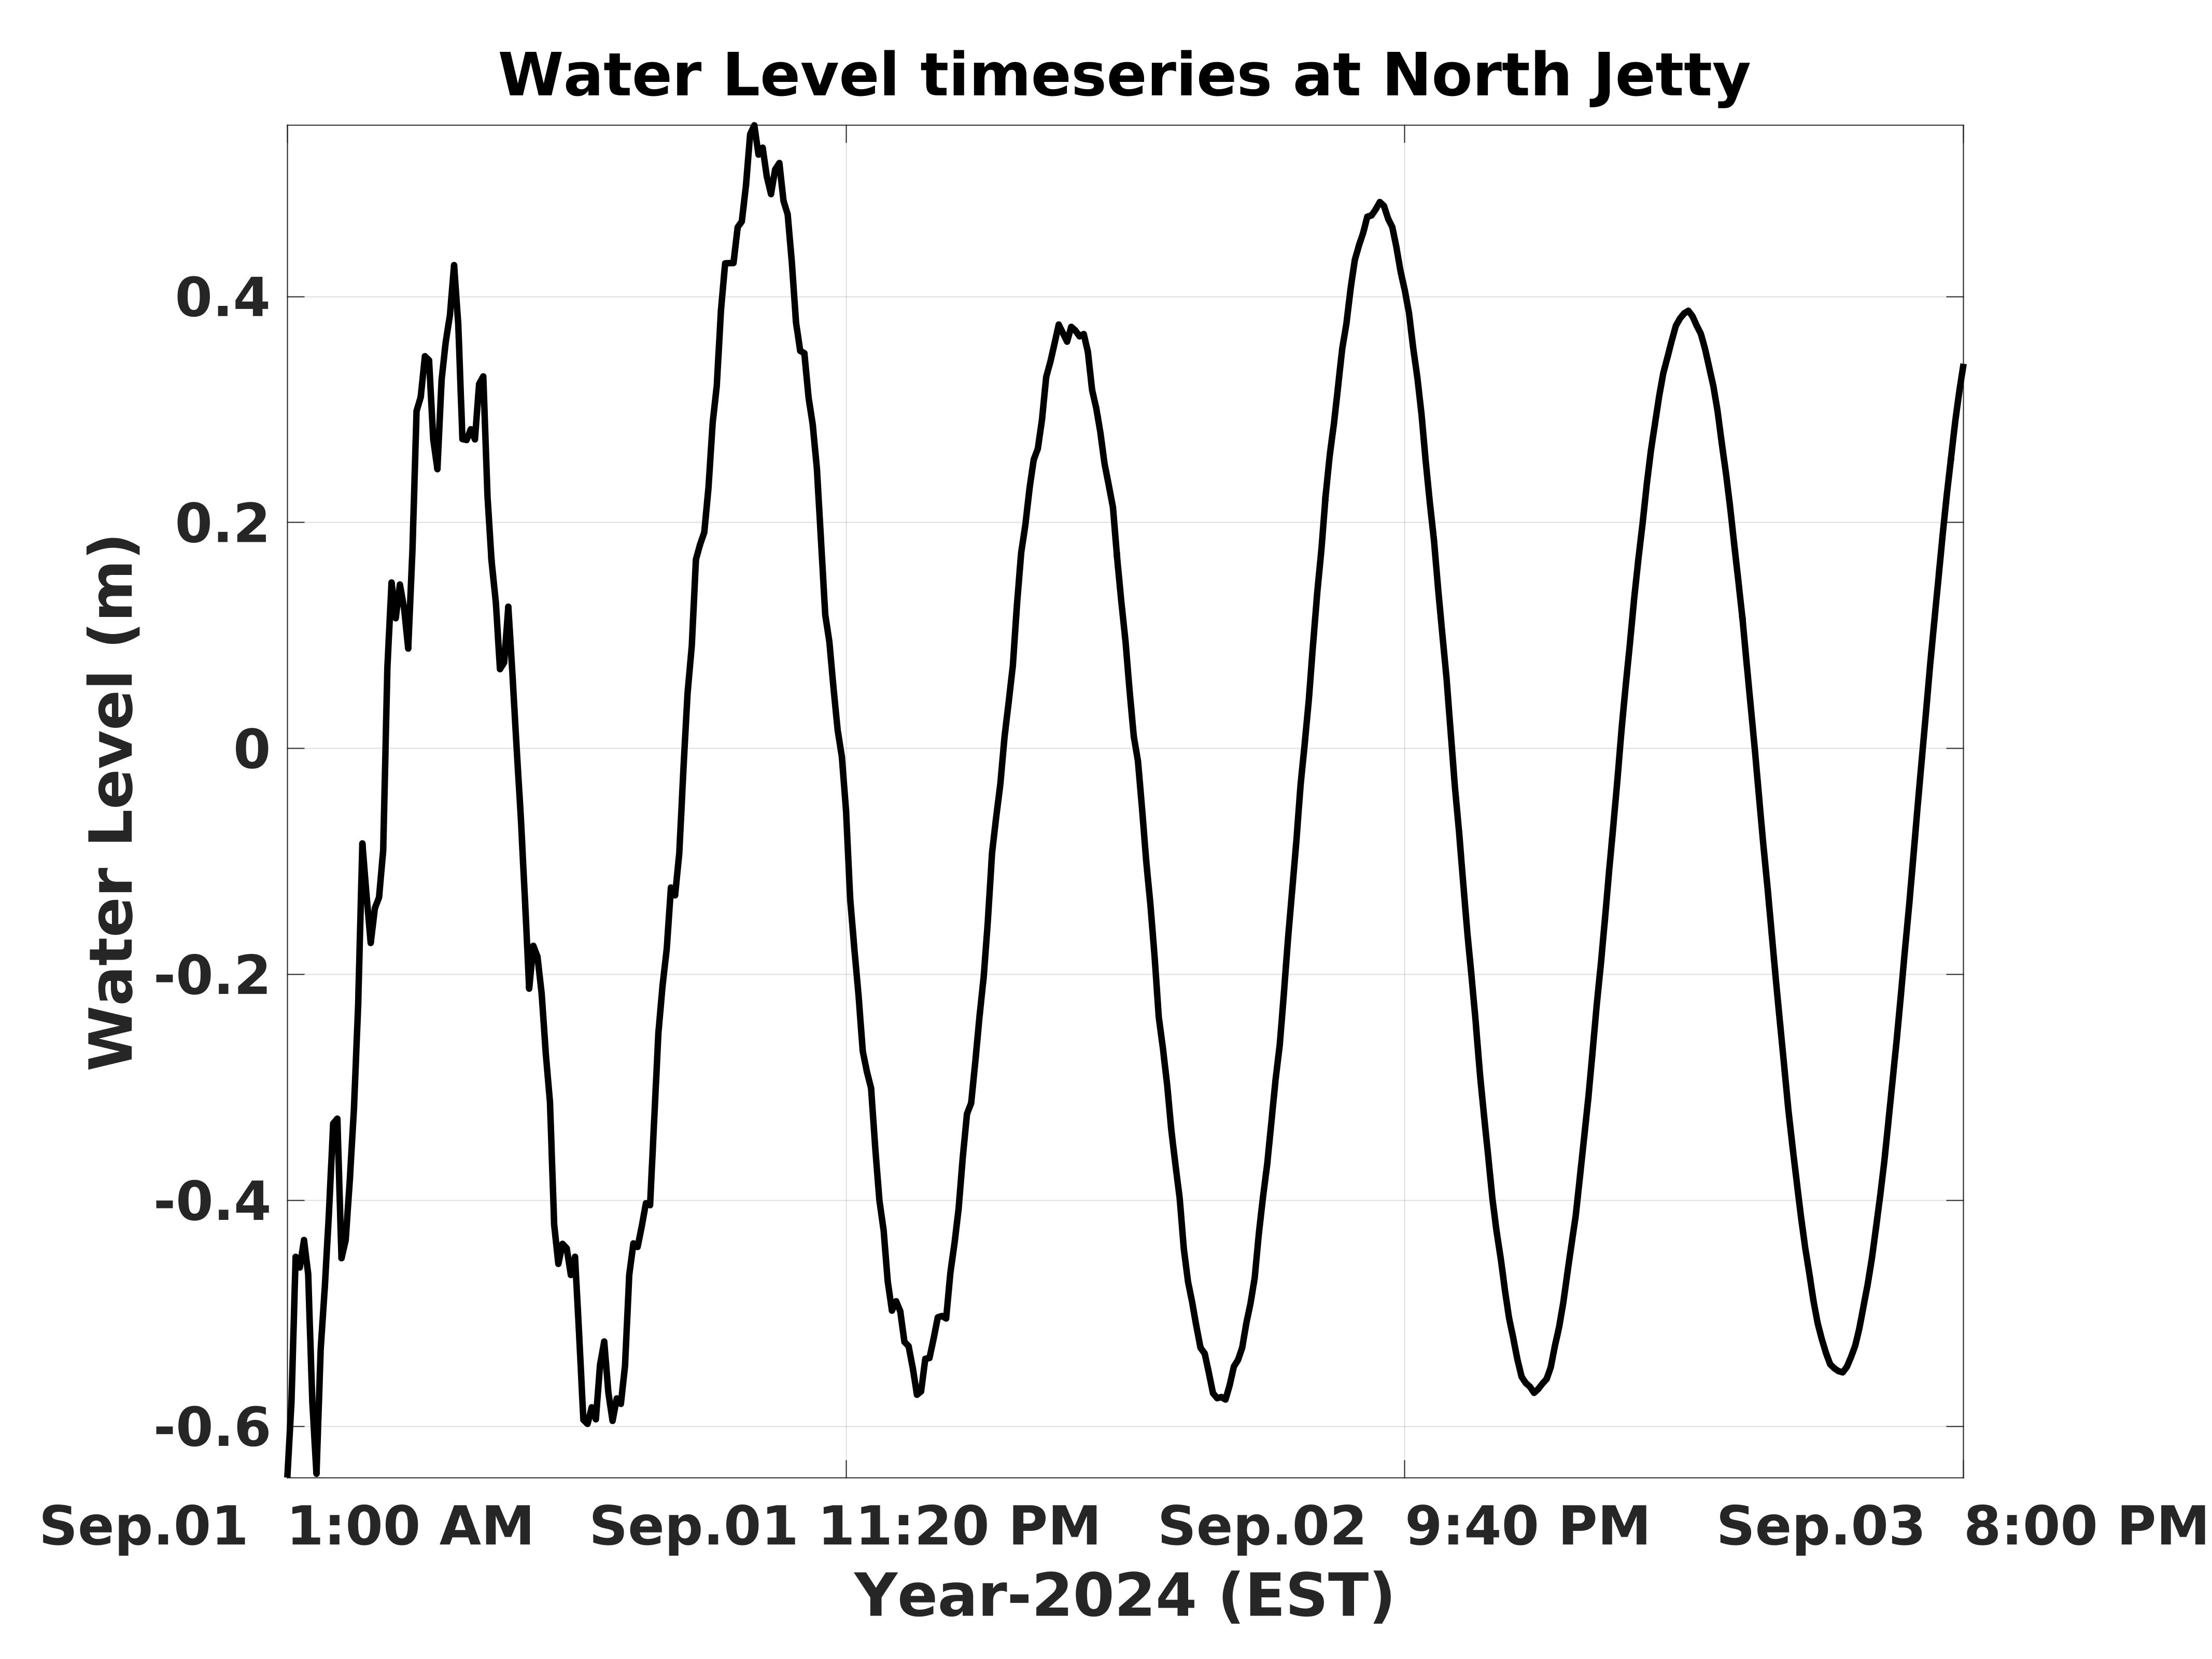 Water Level timeseries at North Jetty
Water Level (m)
0.4
0.2
0
-0.2
-0.4
-0.6
Sep.01 1:00 AM Sep.01 11:20 PM Sep.02 9:40 PM Sep.03 8:00 PM
Year-2024 (EST)